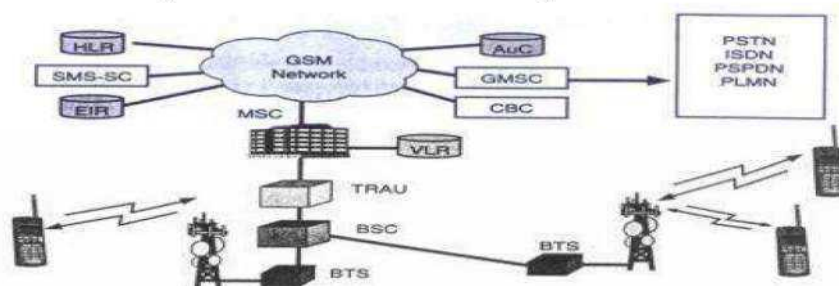 HLR
GSM
Network
AuC
SMS-SC
GMSC
EIR
CBC
PSTN
ISDN
PSPDN
PLMN
MSC
VLR
TRAU
BSC
BTS
BTS